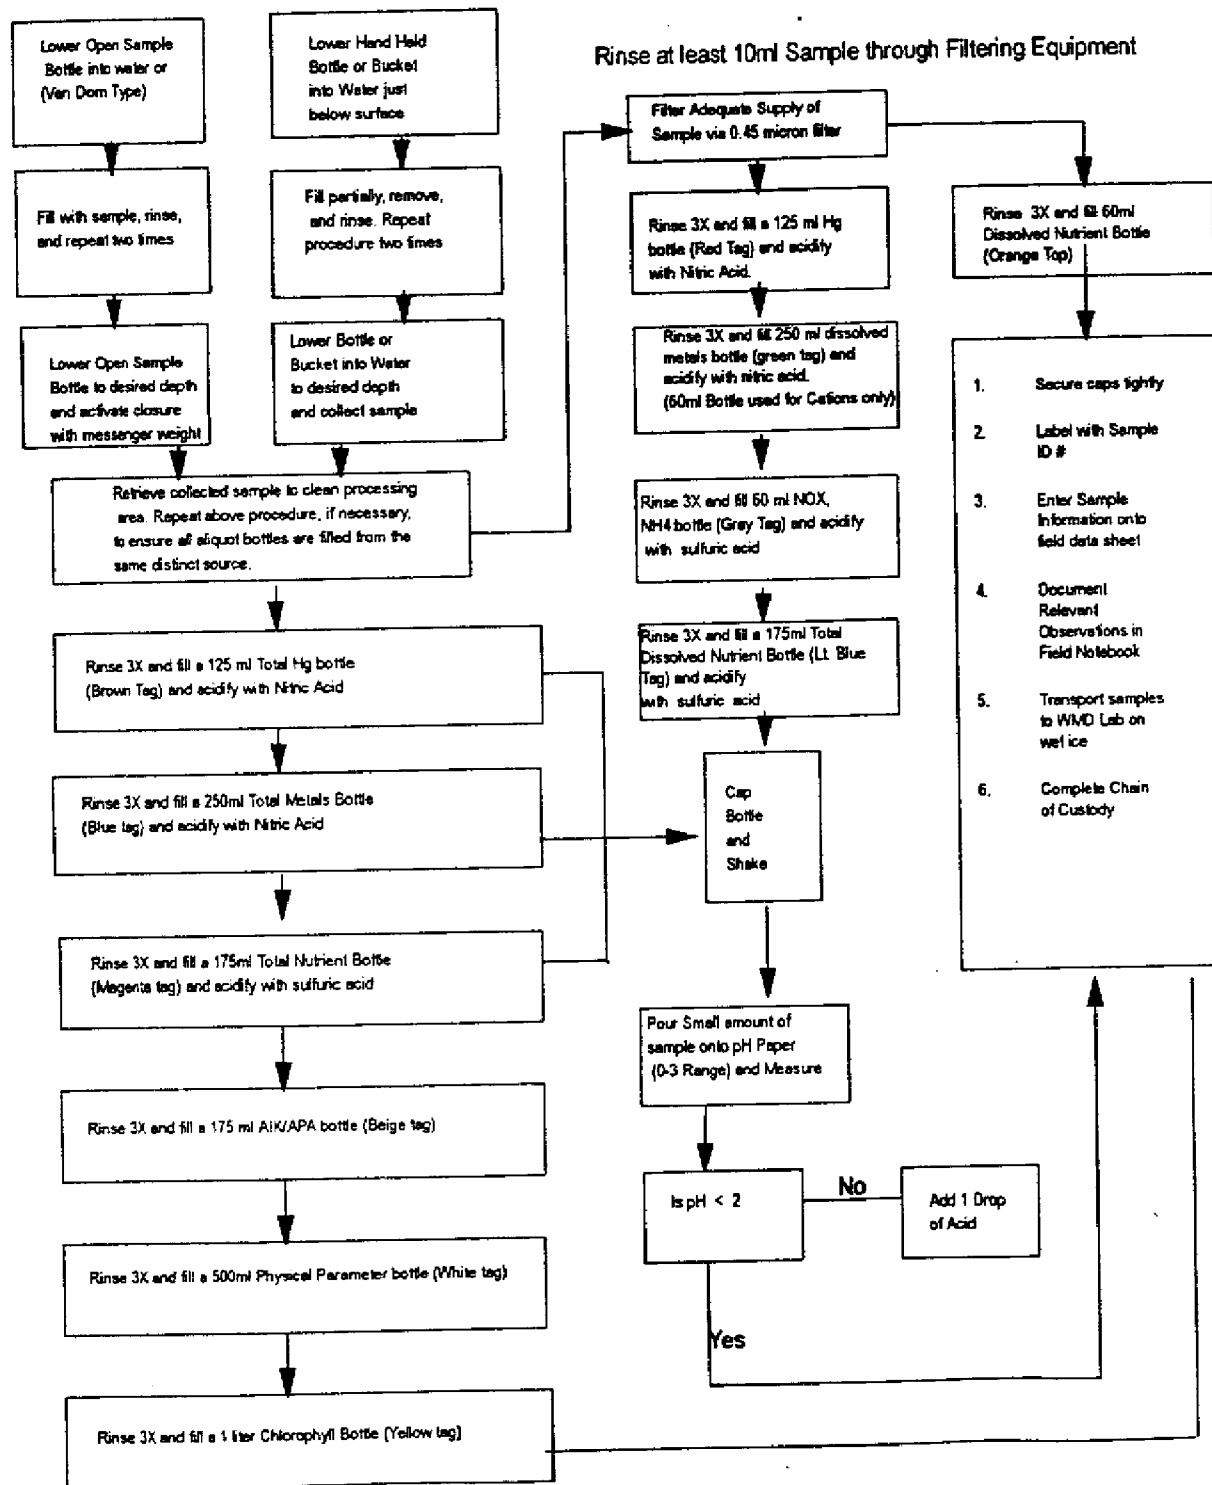 Rinse at least 10ml Sample through Filtering Equipment
Lower Open Sample
Bottle into water or
(Van Dorn Type)
Lower Hand Held
Bottle or Bucket
into Water just
below surface
Fill with sample, rinse,
and repeat two times
Fill partially, remove,
and rinse. Repeat
procedure two times
Lower Open Sample
Bottle to desired depth
and activate closure
with messenger weight
Lower Bottle or
Bucket into Water
to desired depth
and collect sample
Retrieve collected sample to clean processing
area. Repeat above procedure, if necessary,
to ensure all aliquot bottles are filled from the
same distinct source.
Rinse 3X and fill a 125 ml Total Hg bottle
(Brown Tag) and acidify with Nitric Acid
Rinse 3X and fill a 250ml Total Metals Bottle
(Blue tag) and acidify with Nitric Acid
Rinse 3X and fill a 175ml Total Nutrient Bottle
(Magenta tag) and acidify with sulfuric acid
Rinse 3X and fill a 175 ml AlK/APA bottle (Beige tag)
Rinse 3X and fill a 500ml Physical Parameter bottle (White tag)
Rinse 3X and fill a 1 liter Chlorophyll Bottle (Yellow tag)
Filter Adequate Supply of
Sample via 0.45 micron filter
Rinse 3X and fill a 125 ml Hg
bottle (Red Tag) and acidify
with Nitric Acid.
Rinse 3X and fill 250 ml dissolved
metals bottle (green tag) and
acidify with nitric acid.
(60ml Bottle used for Cations only)
Rinse 3X and fill 60 ml NOX,
NH4 bottle (Gray Tag) and acidify
with sulfuric acid
Rinse 3X and fill a 175ml Total
Dissolved Nutrient Bottle (Lt. Blue
Tag) and acidify
with sulfuric acid
Cap
Bottle
and
Shake
Pour Small amount of
sample onto pH Paper
(0-3 Range) and Measure
Is pH < 2
No
Add 1 Drop
of Acid
Yes
Rinse 3X and fill 60ml
Dissolved Nutrient Bottle
(Orange Top)
1. Secure caps tightly
2. Label with Sample
ID #
3. Enter Sample
Information onto
field data sheet
4. Document
Relevant
Observations in
Field Notebook
5. Transport samples
to WMD Lab on
wet ice
6. Complete Chain
of Custody